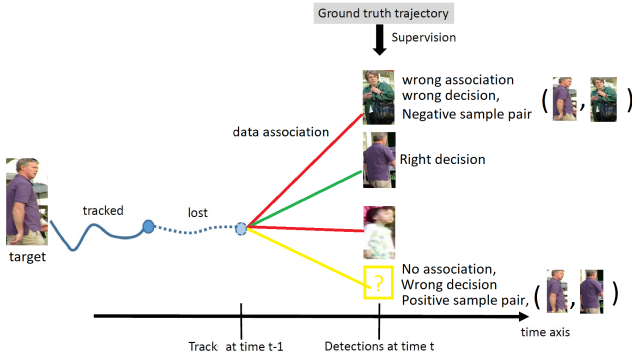 Ground truth trajectory
Supervision
wrong association
wrong decision,
Negative sample pair ( , )
data association
Right decision
tracked
lost
target
?
No association,
Wrong decision
Positive sample pair, ( , )
time axis
Track at time t-1
Detections at time t